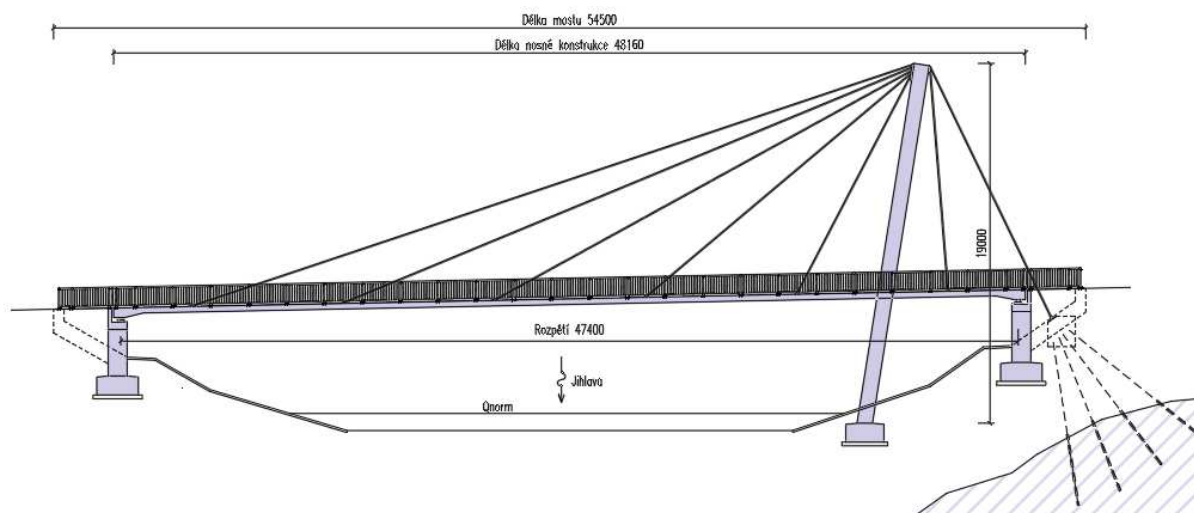 Délka mostu 54500
Délka nosné konstrukce 48160
19000
Rozpětí 47400
Jihlava
Qnorm